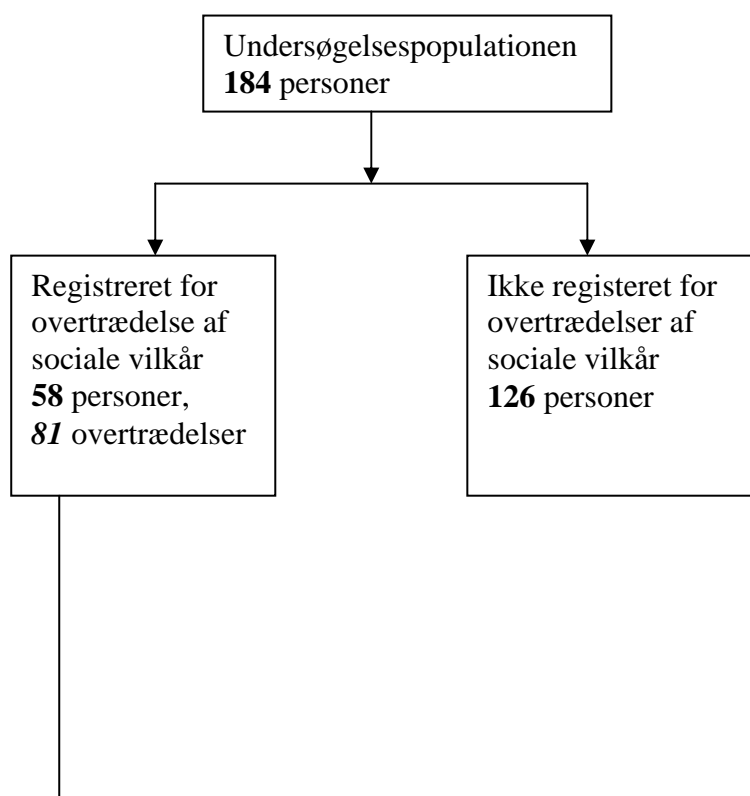 Undersøgelsespopulationen
184 personer
Registreret for
overtrædelse af
sociale vilkår
58 personer,
81 overtrædelser
Ikke registeret for
overtrædelser af
sociale vilkår
126 personer